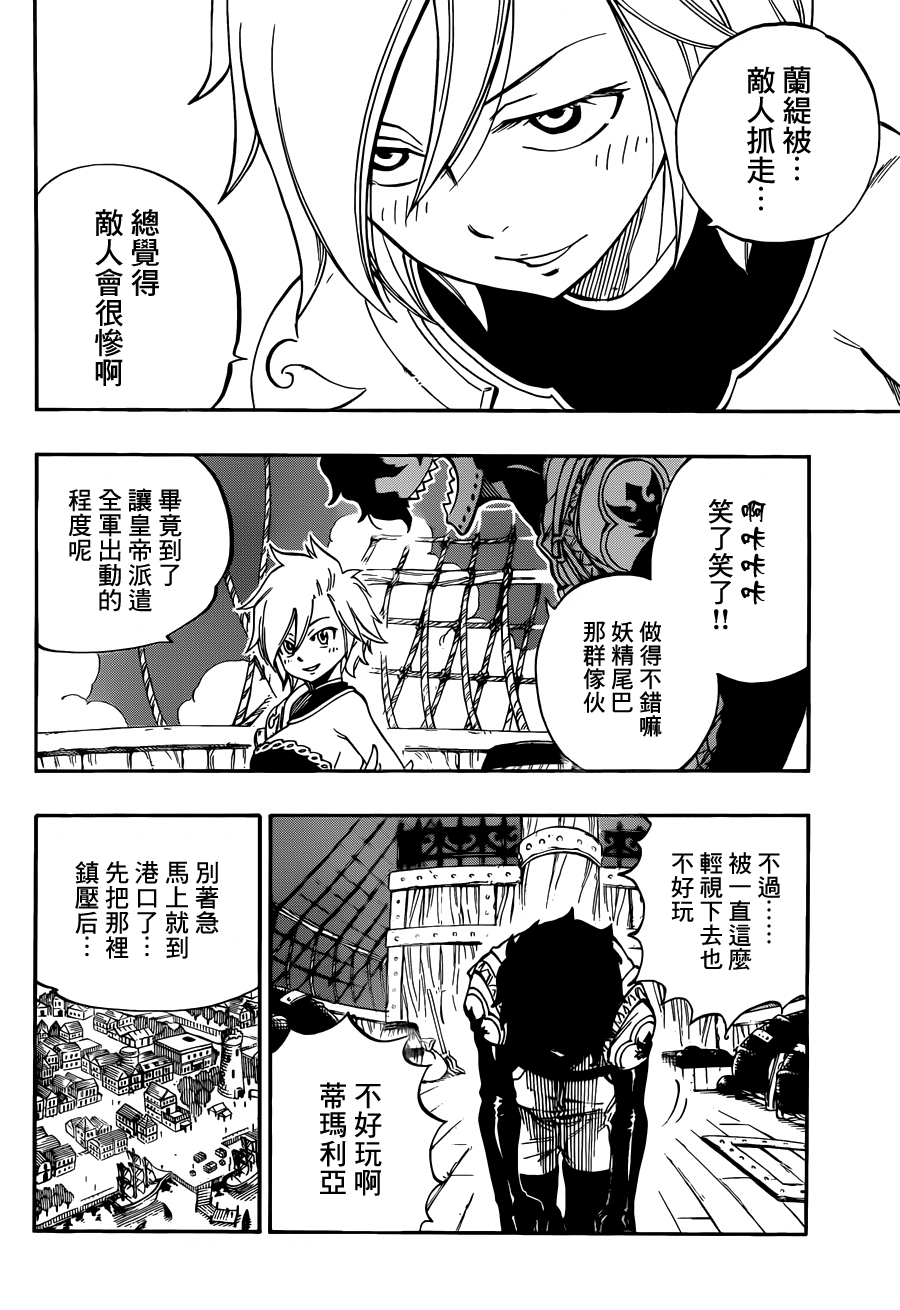 蘭緹被…
敵人抓走…
總覺得
敵人會很慘啊
啊咔咔咔
笑了笑了!!
做得不錯嘛
妖精尾巴
那群傢伙
畢竟到了
讓皇帝派遣
全軍出動的
程度呢
不過……
被一直這麼
輕視下去也
不好玩
不好玩啊
蒂瑪利亞
別著急
馬上就到
港口了…
先把那裡
鎮壓后…